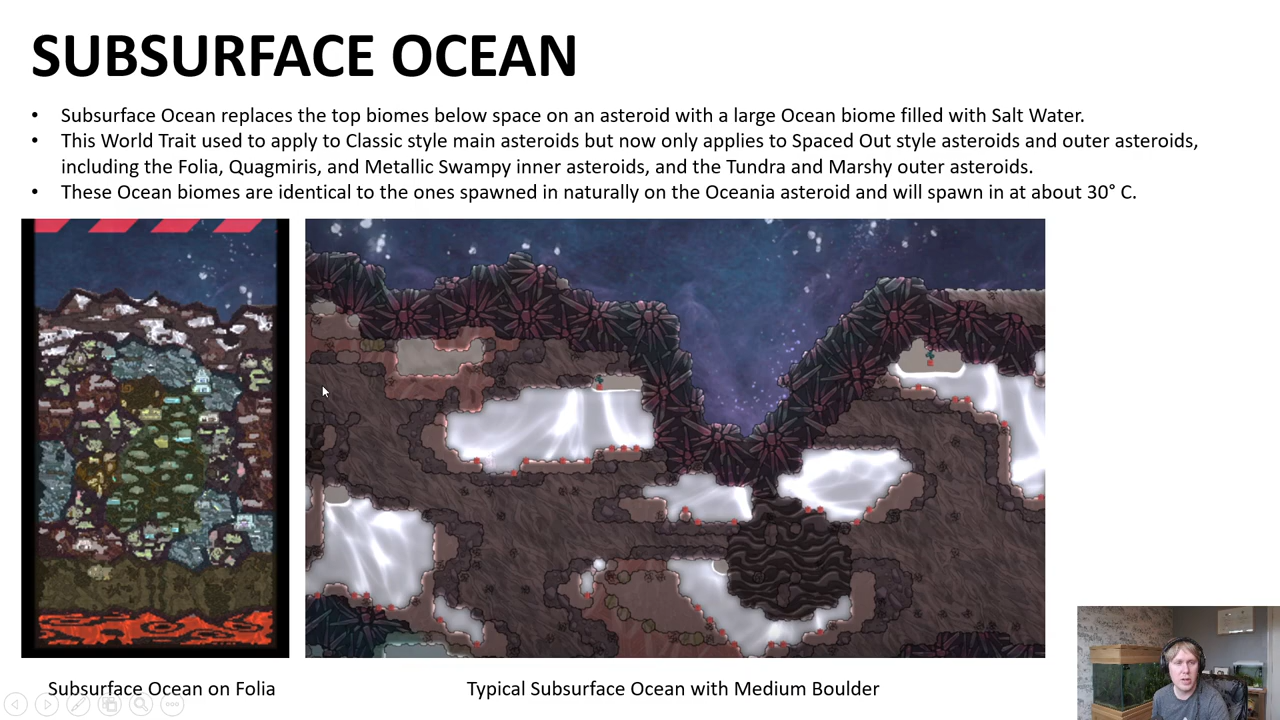 SUBSURFACE OCEAN
• Subsurface Ocean replaces the top biomes below space on an asteroid with a large Ocean biome filled with Salt Water.
• This World Trait used to apply to Classic style main asteroids but now only applies to Spaced Out style asteroids and outer asteroids,
including the Folia, Quagmiris, and Metallic Swampy inner asteroids, and the Tundra and Marshy outer asteroids.
• These Ocean biomes are identical to the ones spawned in naturally on the Oceania asteroid and will spawn in at about 30° C.
Subsurface Ocean on Folia
Typical Subsurface Ocean with Medium Boulder